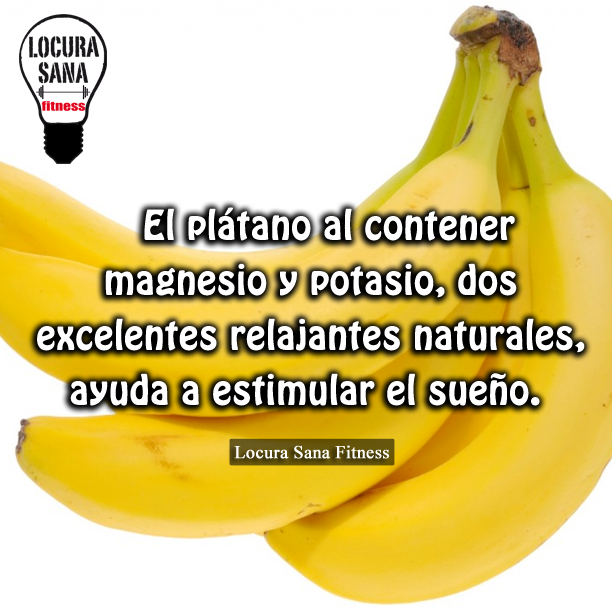 LOCURA
SANA
fitness
El plátano al contener
magnesio y potasio, dos
excelentes relajantes naturales,
ayuda a estimular el sueño.
Locura Sana Fitness